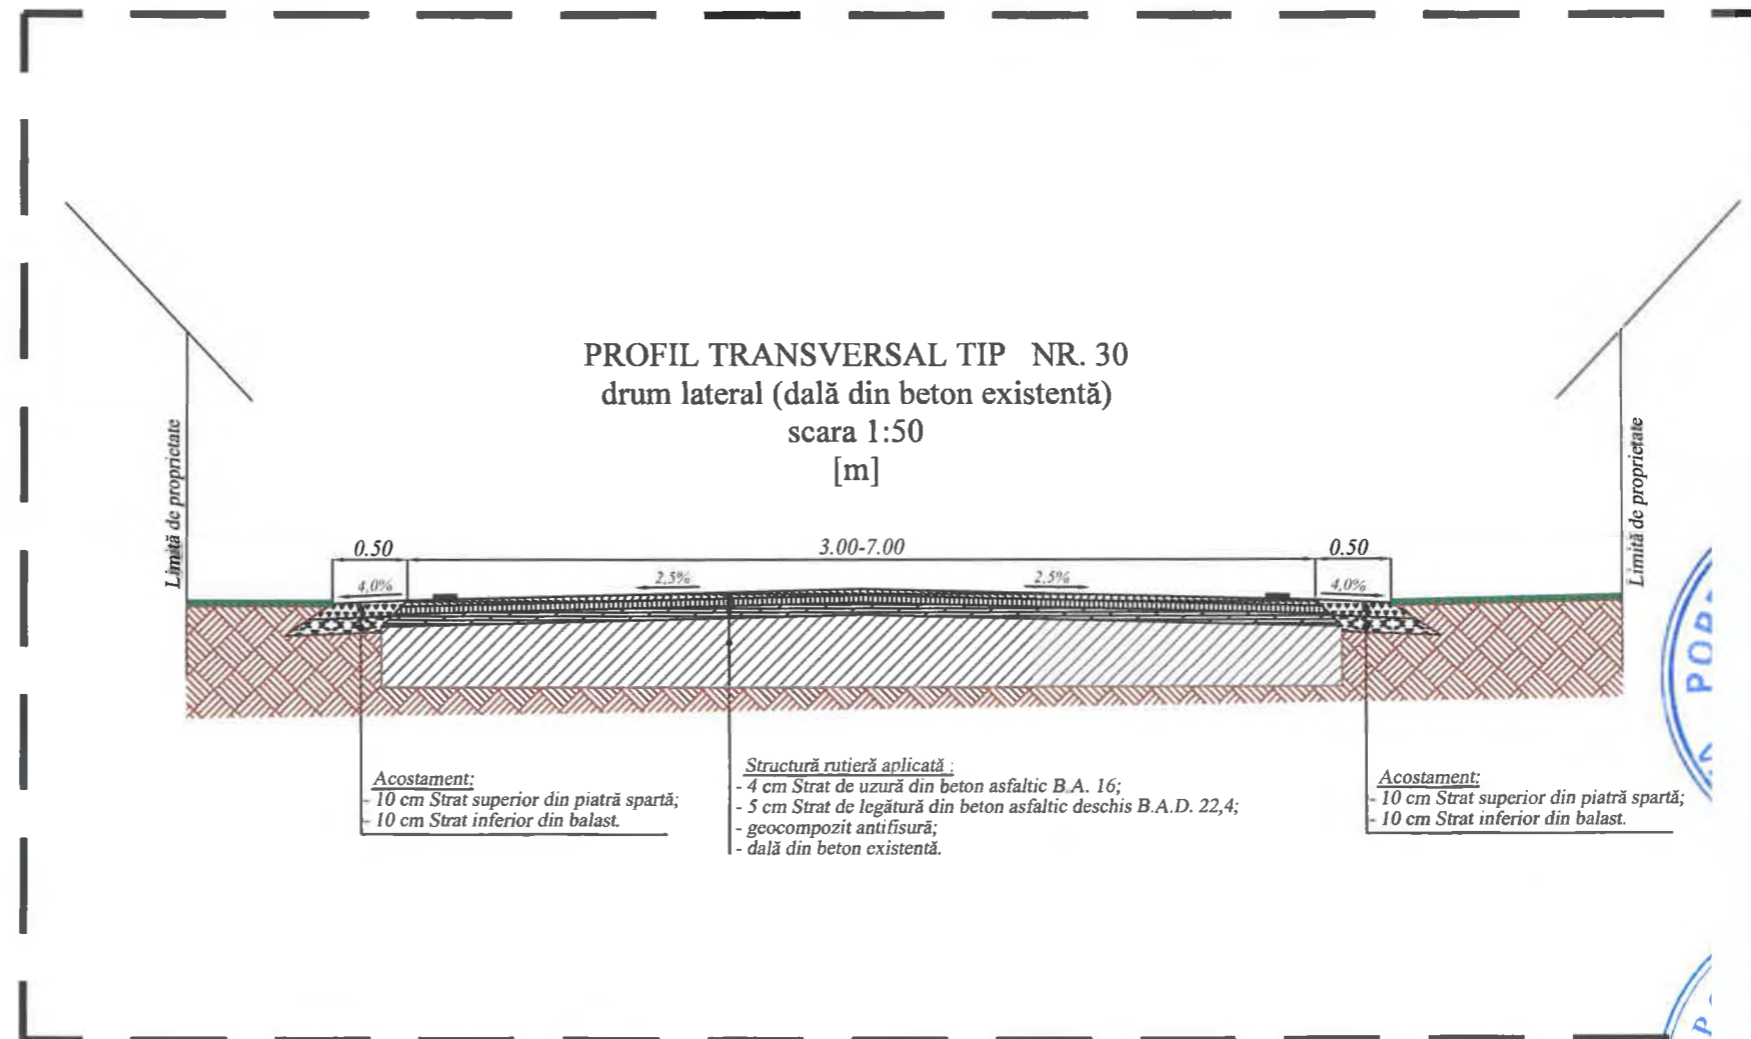 PROFIL TRANSVERSAL TIP NR. 30
drum lateral (dală din beton existentă)
scara 1:50
[m]
Limită de proprietate
Limită de proprietate
0.50
3.00-7.00
0.50
4,0%
2,5%
2,5%
4,0%
Acostament:
- 10 cm Strat superior din piatră spartă;
- 10 cm Strat inferior din balast.
Structură rutieră aplicată :
- 4 cm Strat de uzură din beton asfaltic B.A. 16;
- 5 cm Strat de legătură din beton asfaltic deschis B.A.D. 22,4;
- geocompozit antifisură;
- dală din beton existentă.
Acostament:
- 10 cm Strat superior din piatră spartă;
- 10 cm Strat inferior din balast.